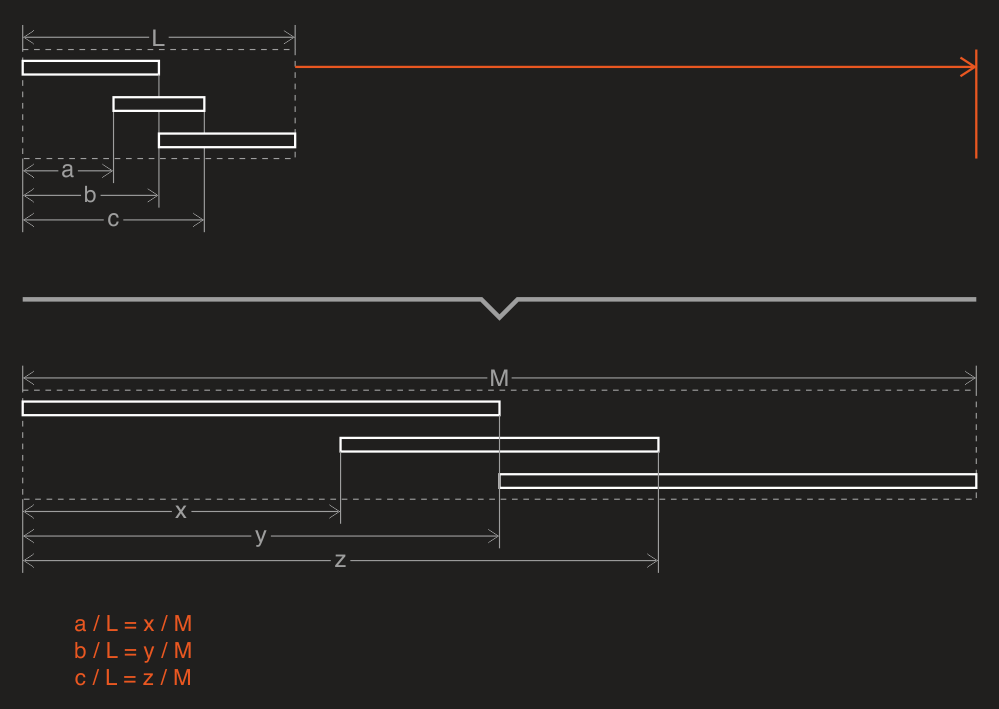 L
a
b
c
M
x
y
z
a / L = x / M
b / L = y / M
c / L = z / M